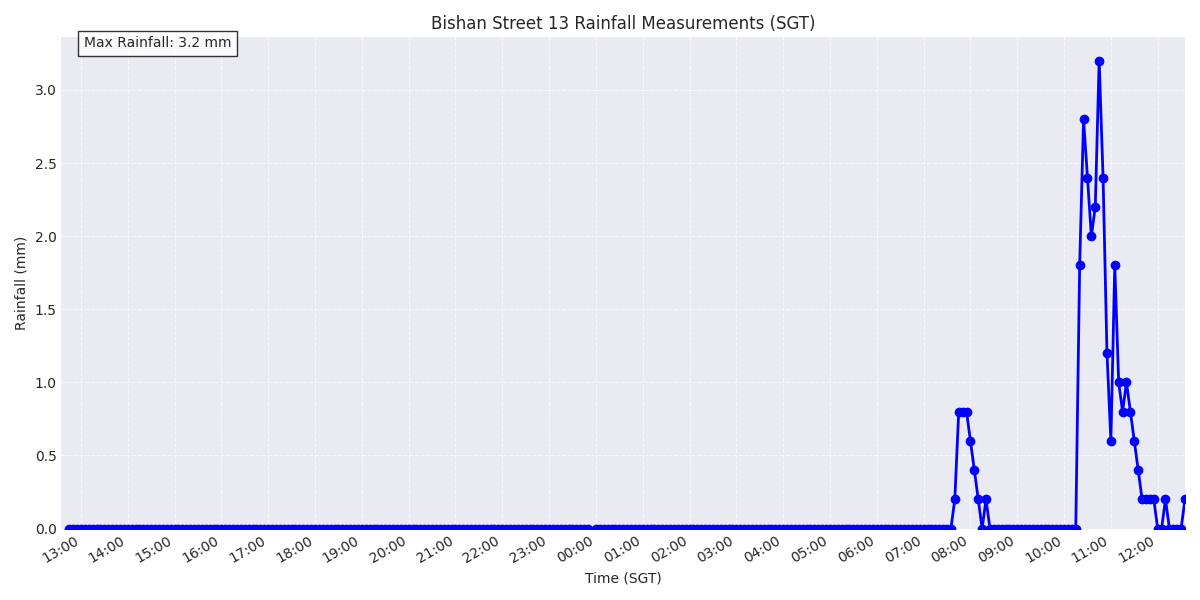 Bishan Street 13 Rainfall Measurements (SGT)
Max Rainfall: 3.2 mm
Rainfall (mm)
3.0
2.5
2.0
1.5
1.0
0.5
0.0
13:00 14:00 15:00 16:00 17:00 18:00 19:00 20:00 21:00 22:00 23:00 00:00 01:00 02:00 03:00 04:00 05:00 06:00 07:00 08:00 09:00 10:00 11:00 12:00
Time (SGT)